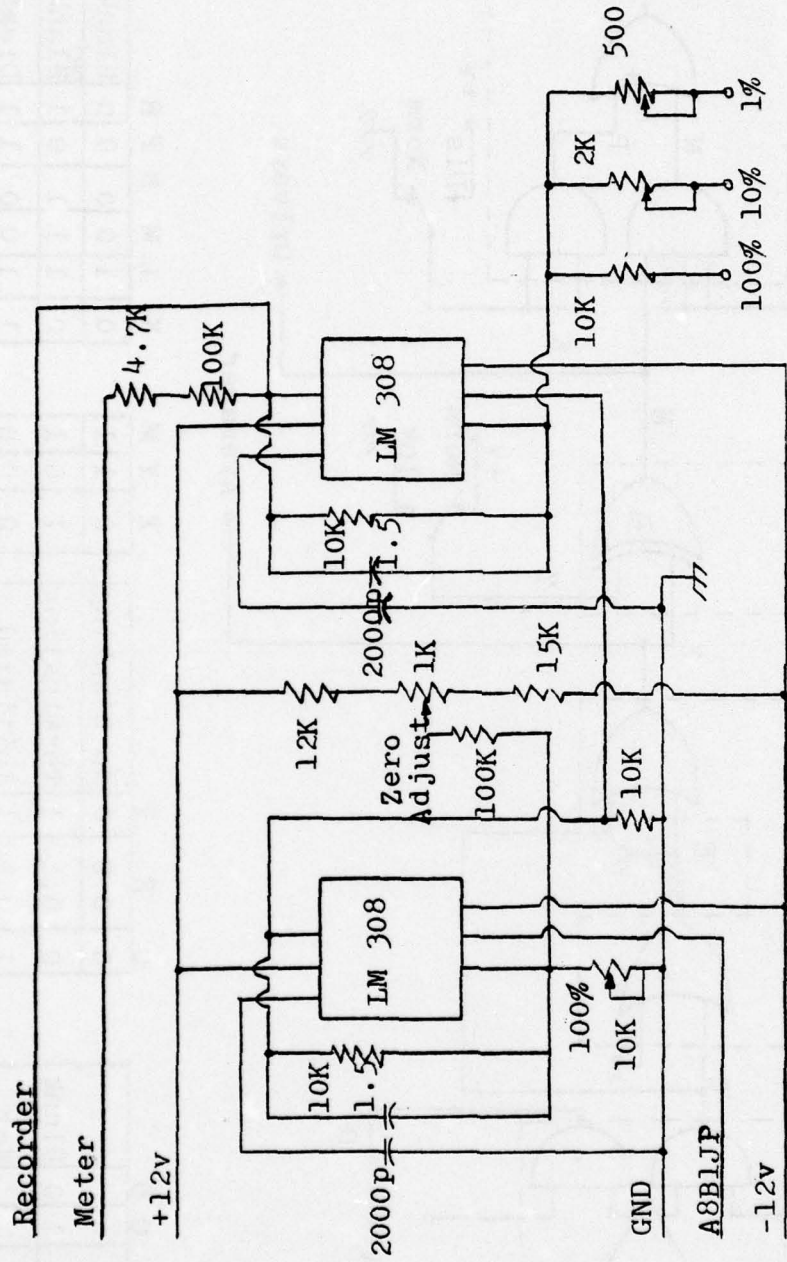 Recorder
Meter
+12v
2000p
10K
1.5
LM 308
100%
10K
GND
A8B1JP
-12v
12K
Zero
Adjust
1K
100K
15K
10K
2000p
10K
1.5
4.7K
100K
LM 308
10K
2K
500
100%
10%
1%